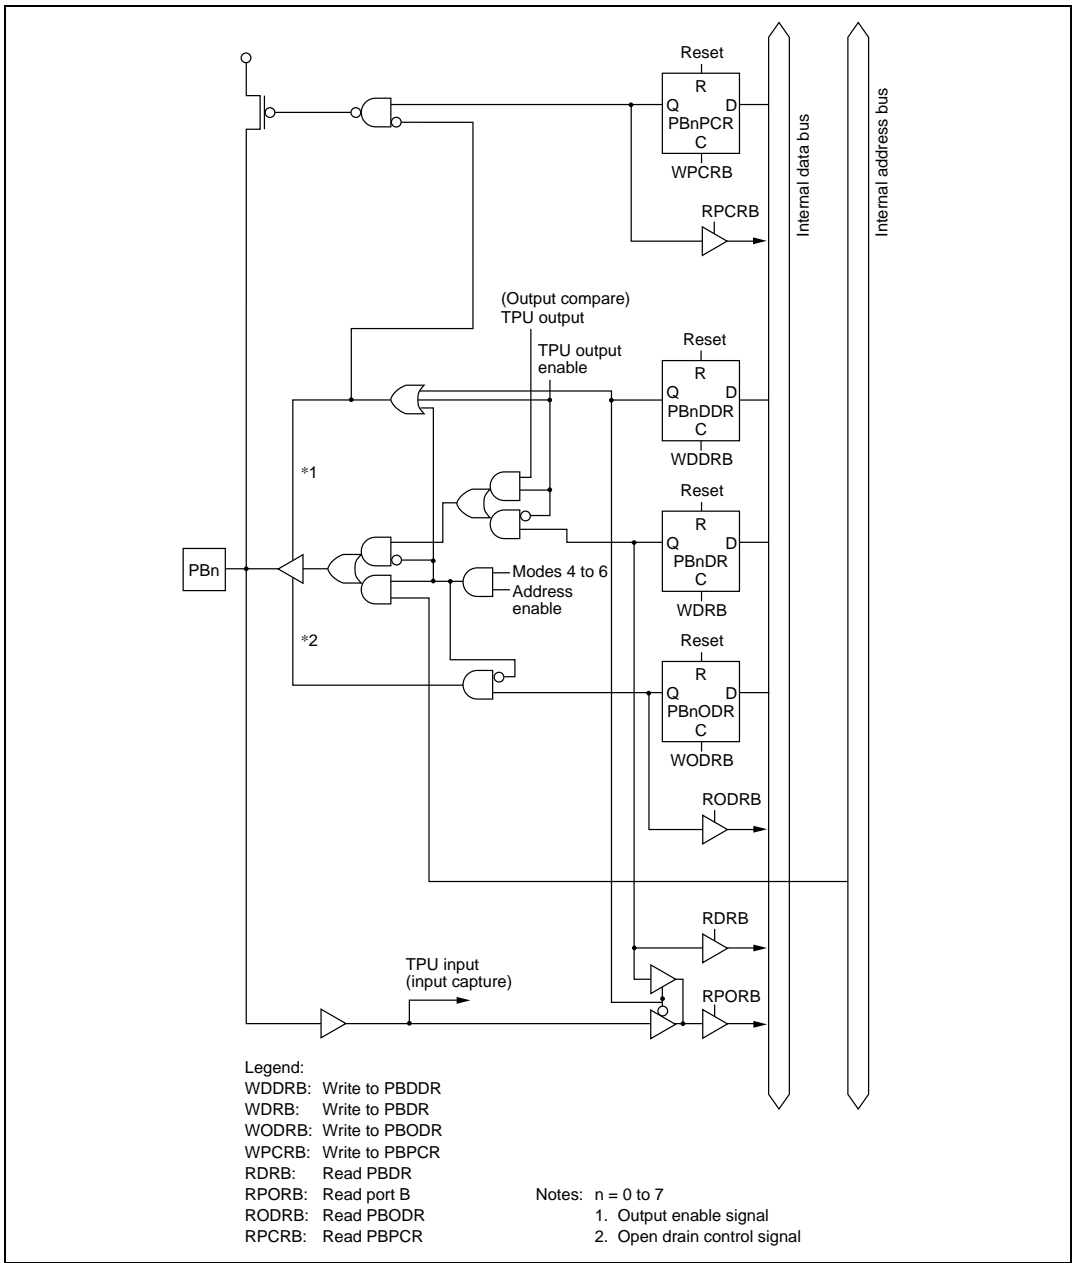 Reset
R
Q D
PBnPCR
C
WPCRB
RPCRB
Internal data bus
Internal address bus
(Output compare)
TPU output
TPU output
enable
Reset
R
Q D
PBnDDR
C
WDDRB
*1
Reset
R
Q D
PBnDR
C
WDRB
PBn
Modes 4 to 6
Address
enable
*2
Reset
R
Q D
PBnODR
C
WODRB
RODRB
RDRB
TPU input
(input capture)
RPORB
Legend:
WDDRB: Write to PBDDR
WDRB: Write to PBDR
WODRB: Write to PBODR
WPCRB: Write to PBPCR
RDRB: Read PBDR
RPORB: Read port B
RODRB: Read PBODR
RPCRB: Read PBPCR
Notes: n = 0 to 7
1. Output enable signal
2. Open drain control signal